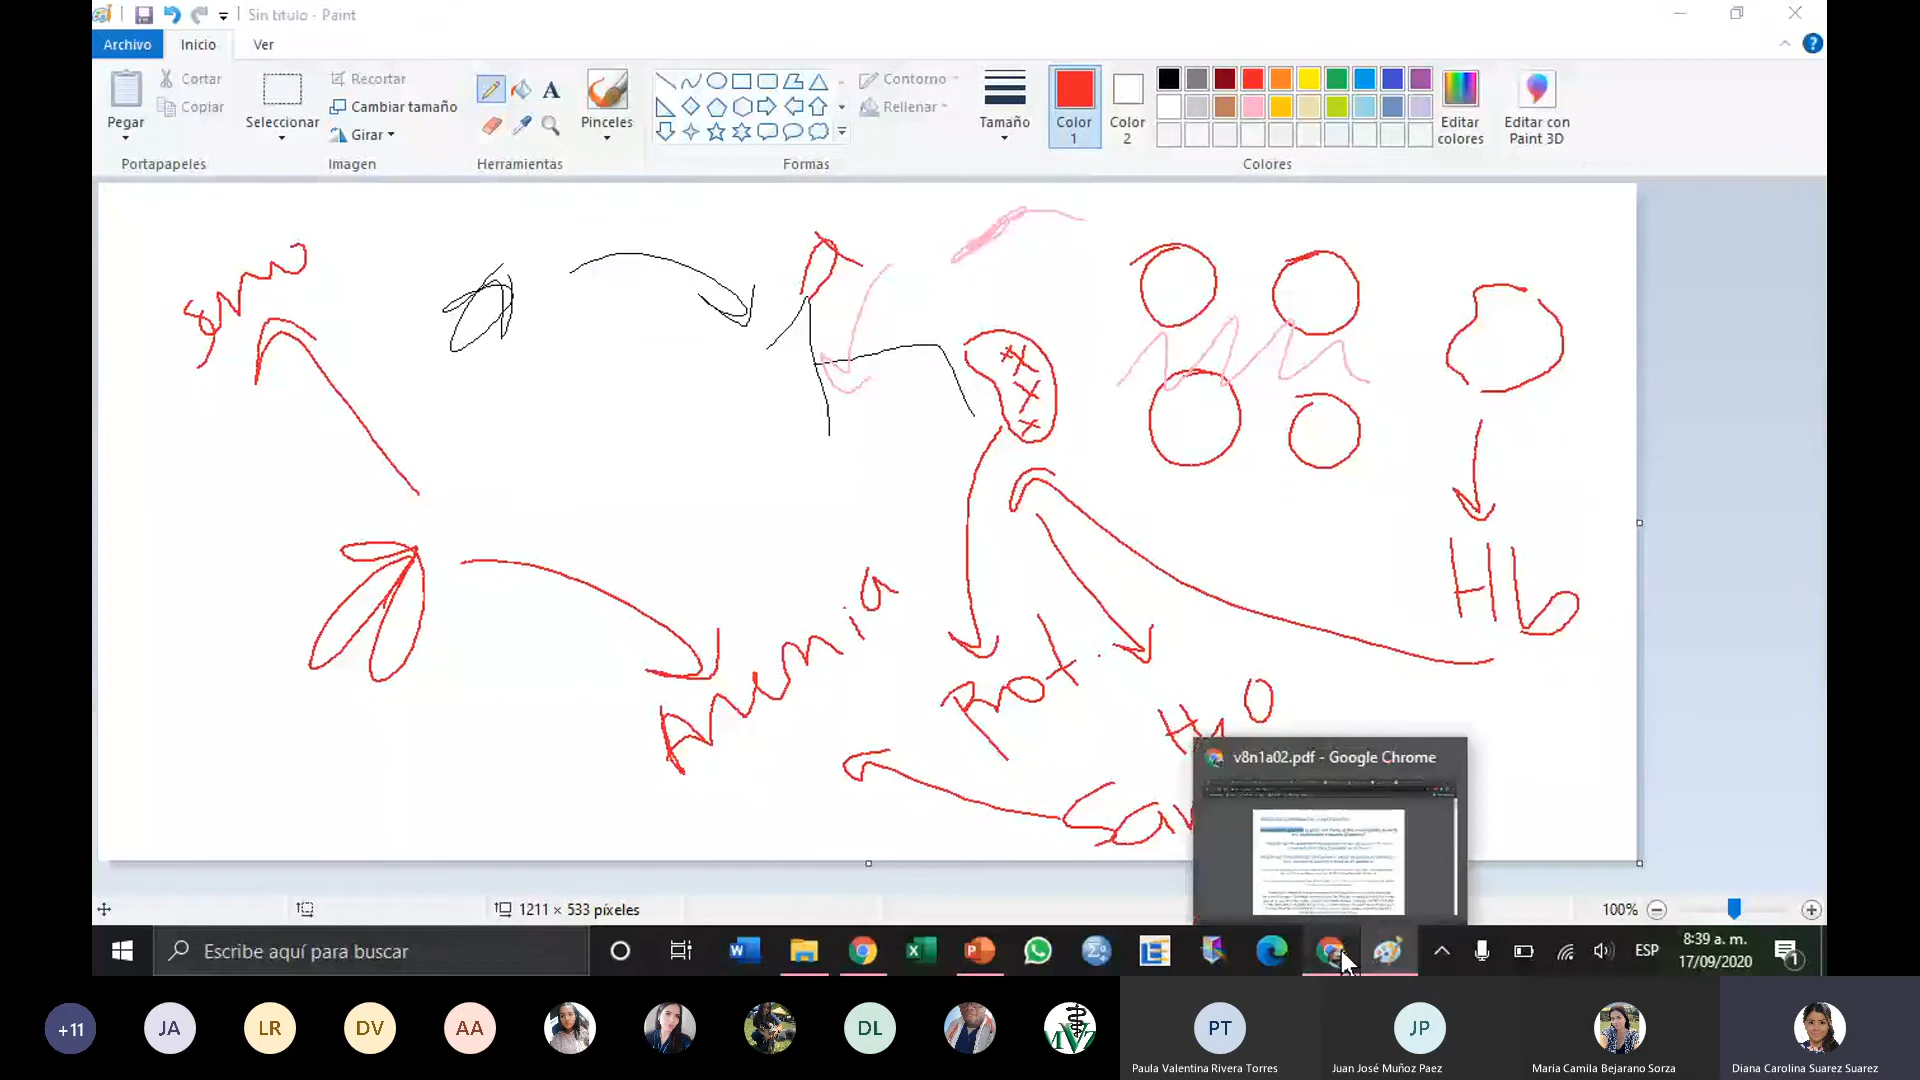 Sin titulo - Paint
Archivo
Inicio
Ver
Pegar
Cortar
Copiar
Portapapeles
Seleccionar
Recortar
Cambiar tamaño
Girar
Imagen
A
Herramientas
Pinceles
Formas
Contorno
Rellenar
Tamaño
Color 1
Color 2
Colores
Editar colores
Editar con Paint 3D
Anemia
Hb
v8n1a02.pdf - Google Chrome
1211 × 533 píxeles
100%
Escribe aquí para buscar
ESP
8:39 a. m.
17/09/2020
1
+11
JA
LR
DV
AA
DL
MVZ
PT
Paula Valentina Rivera Torres
JP
Juan José Muñoz Paez
Maria Camila Bejarano Sorza
Diana Carolina Suarez Suarez